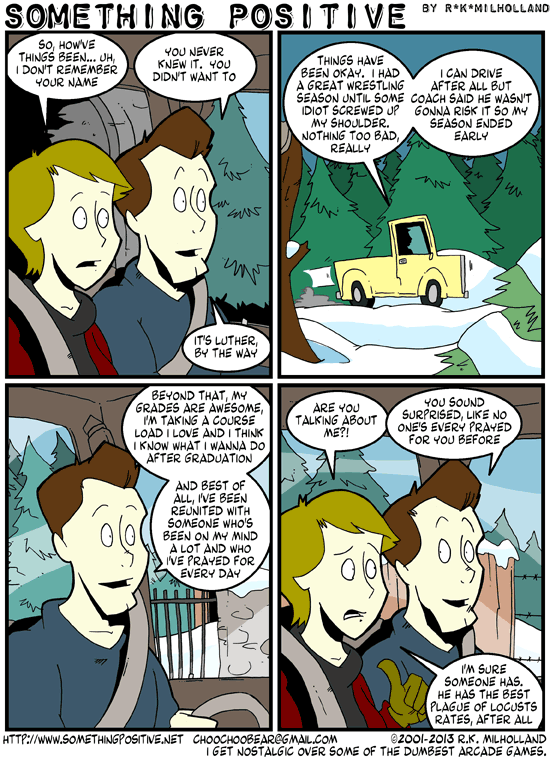 SOMETHING POSITIVE BY R*K*MILHOLLAND
SO, HOW'VE
THINGS BEEN... UH,
I DON'T REMEMBER
YOUR NAME
YOU NEVER
KNEW IT. YOU
DIDN'T WANT TO
IT'S LUTHER,
BY THE WAY
THINGS HAVE
BEEN OKAY. I HAD
A GREAT WRESTLING
SEASON UNTIL SOME
IDIOT SCREWED UP
MY SHOULDER.
NOTHING TOO BAD,
REALLY
I CAN DRIVE
AFTER ALL BUT
COACH SAID HE WASN'T
GONNA RISK IT SO MY
SEASON ENDED
EARLY
BEYOND THAT, MY
GRADES ARE AWESOME,
I'M TAKING A COURSE
LOAD I LOVE AND I THINK
I KNOW WHAT I WANNA DO
AFTER GRADUATION
AND BEST OF
ALL, I'VE BEEN
REUNITED WITH
SOMEONE WHO'S
BEEN ON MY MIND
A LOT AND WHO
I'VE PRAYED FOR
EVERY DAY
ARE YOU
TALKING ABOUT
ME?!
YOU SOUND
SURPRISED, LIKE NO
ONE'S EVERY PRAYED
FOR YOU BEFORE
I'M SURE
SOMEONE HAS.
HE HAS THE BEST
PLAGUE OF LOCUSTS
RATES, AFTER ALL
HTTP://WWW.SOMETHINGPOSITIVE.NET CHOOCHOOBEAR@GMAIL.COM ©2001-2013 R.K. MILHOLLAND
I GET NOSTALGIC OVER SOME OF THE DUMBEST ARCADE GAMES.